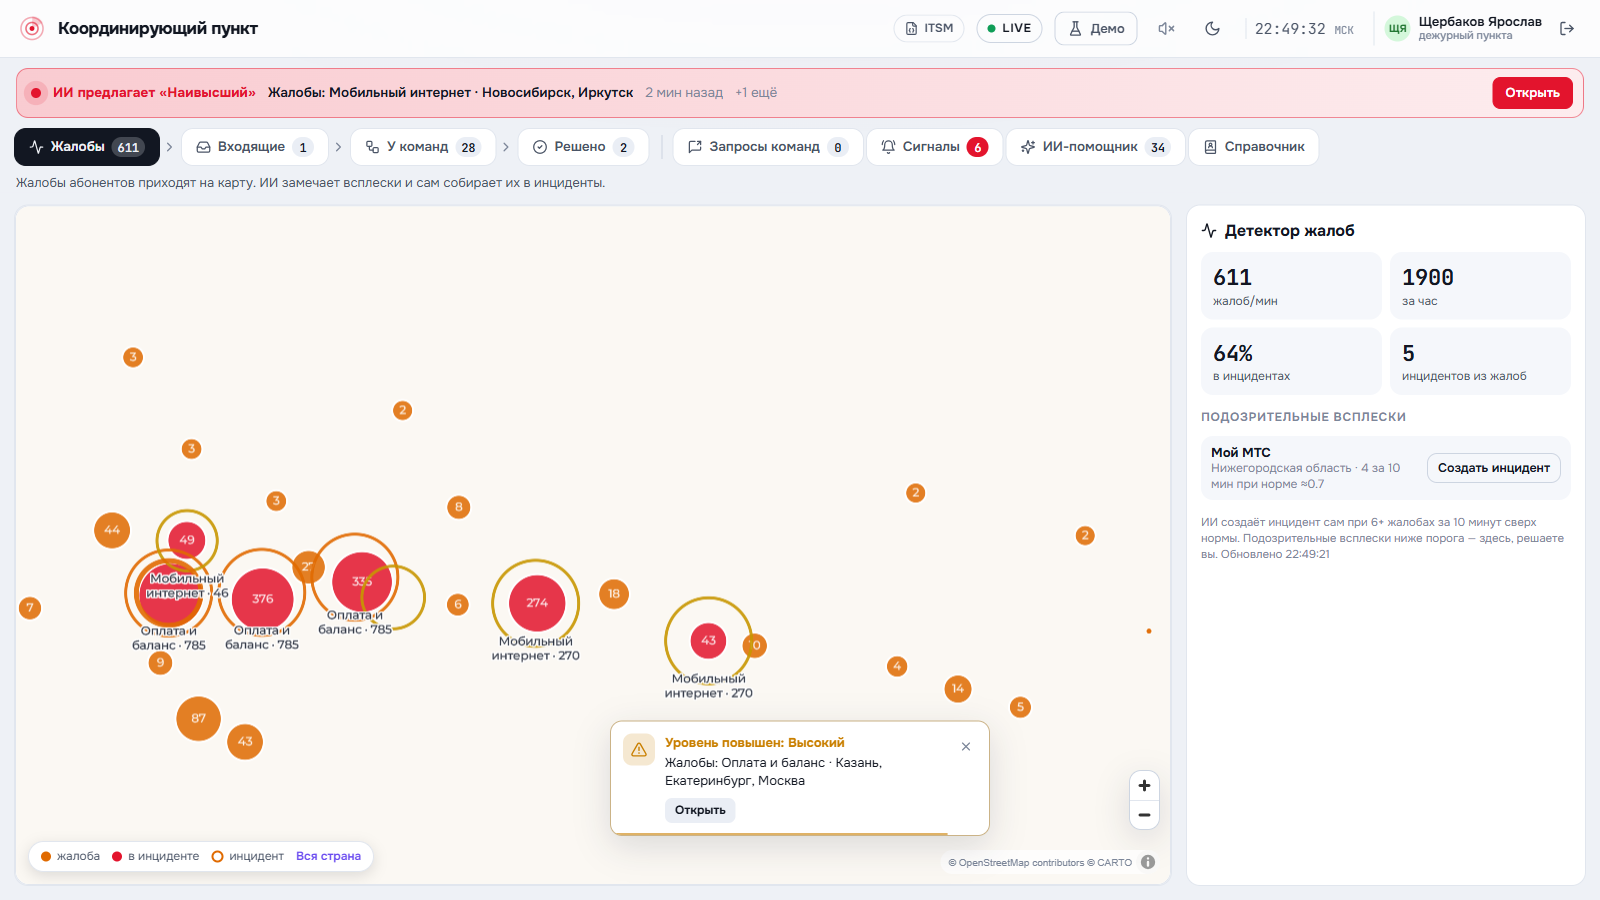 Координирующий пункт
ITSM
LIVE
Демо
22:49:32 МСК
ЩЯ
Щербаков Ярослав
дежурный пункта
ИИ предлагает «Наивысший» Жалобы: Мобильный интернет · Новосибирск, Иркутск 2 мин назад +1 ещё
Открыть
Жалобы 611
Входящие 1
У команд 28
Решено 2
Запросы команд 0
Сигналы 6
ИИ-помощник 34
Справочник
Жалобы абонентов приходят на карту. ИИ замечает всплески и сам собирает их в инциденты.
3
2
3
3
8
2
2
44
49
Мобильный
интернет · 46
376
335
7
6
274
18
43
Оплата и
баланс · 785
Оплата и
баланс · 785
Оплата и
баланс · 785
Мобильный
интернет · 270
Мобильный
интернет · 270
9
4
14
5
87
43
Уровень повышен: Высокий
Жалобы: Оплата и баланс · Казань,
Екатеринбург, Москва
Открыть
жалоба
в инциденте
инцидент
Вся страна
© OpenStreetMap contributors © CARTO
Детектор жалоб
611
жалоб/мин
1900
за час
64%
в инцидентах
5
инцидентов из жалоб
ПОДОЗРИТЕЛЬНЫЕ ВСПЛЕСКИ
Мой МТС
Нижегородская область · 4 за 10
мин при норме ≈0.7
Создать инцидент
ИИ создаёт инцидент сам при 6+ жалобах за 10 минут сверх
нормы. Подозрительные всплески ниже порога — здесь, решаете
вы. Обновлено 22:49:21